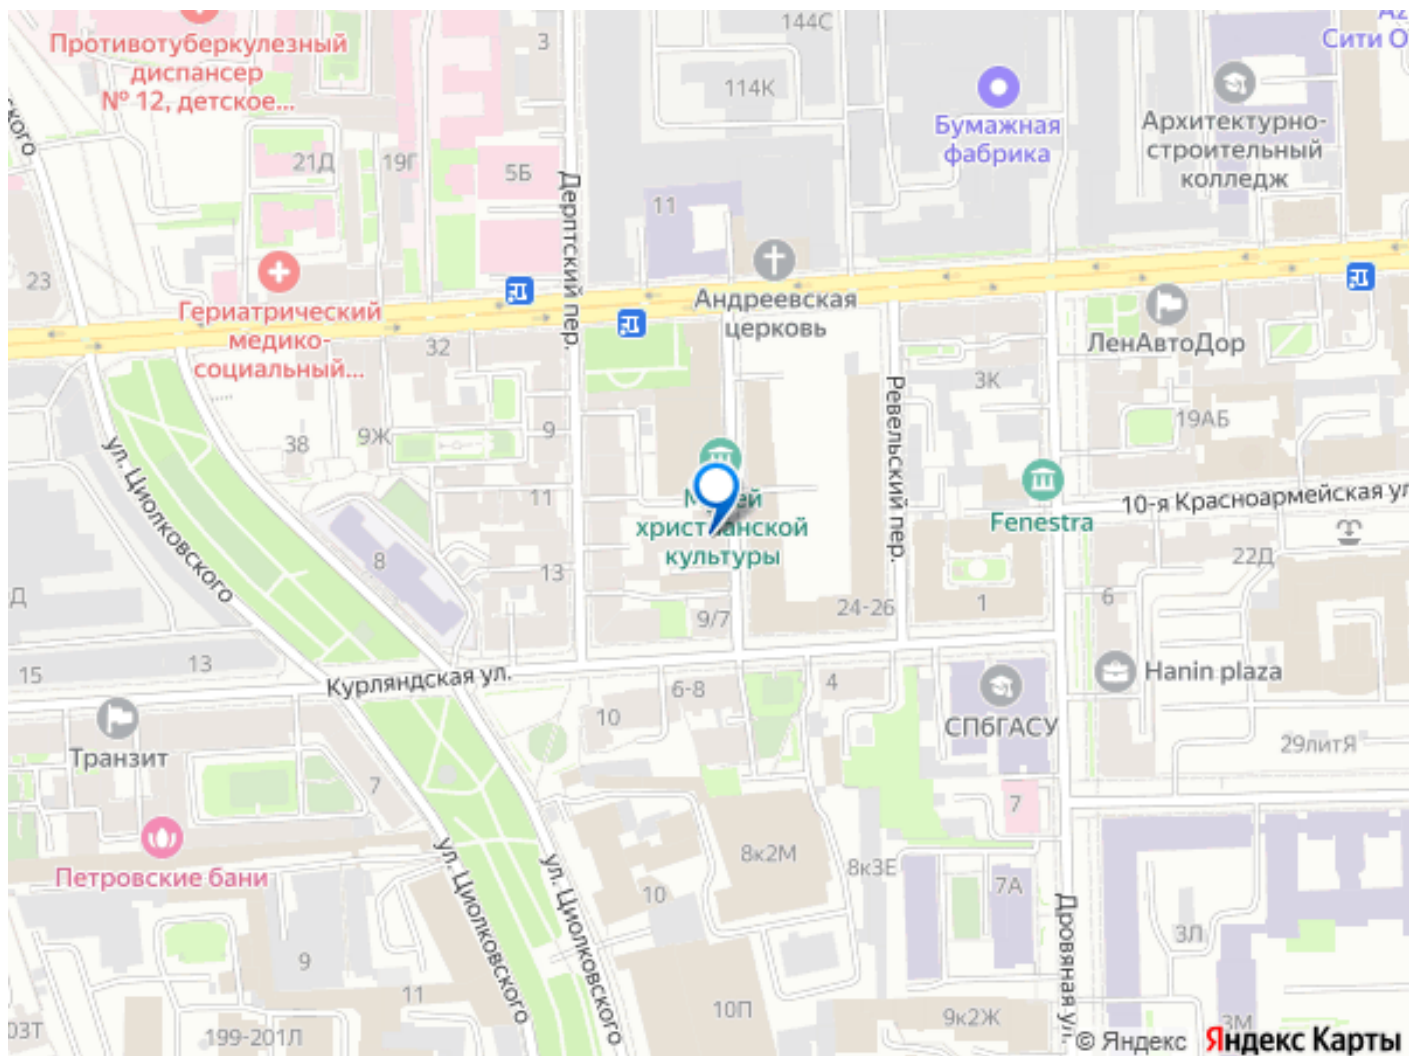 144С
Сити О
3
Противотуберкулезный
диспансер
№ 12, детское...
114К
Бумажная
фабрика
Архитектурно-
строительный
колледж
ского
21Д
19Г
5Б
Дерптский пер.
11
23
Гериатрический
медико-
социальный...
Андреевская
церковь
ЛенАвтоДор
32
3К
Ревельский пер.
19АБ
38
9Ж
9
ул. Циолковского
11
христианской
культуры
Fenestra
10-я Красноармейская ул
8
13
22Д
Д
9/7
24-26
1
6
15
13
Курляндская ул.
6-8
4
Hanin plaza
10
СПбГАСУ
Транзит
29литЯ
7
7
Петровские бани
ул. Циолковского
ул. Циолковского
8к2М
8к3Е
7А
10
Дровяная ул.
3Л
9
11
10П
9к2Ж
3М
03Т
199-201Л
© Яндекс Яндекс Карты